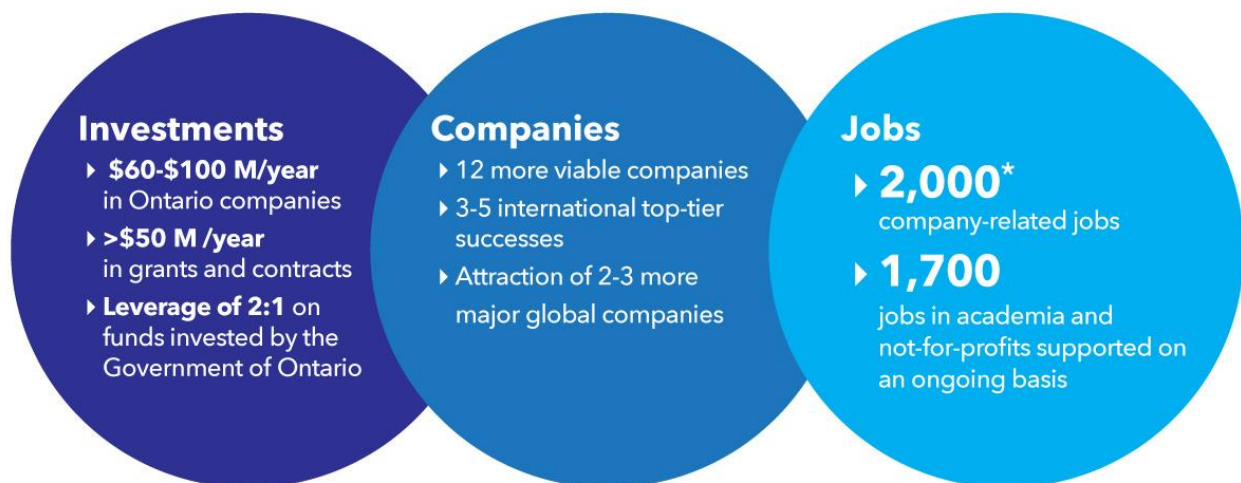 Investments
‣ $60-$100 M/year
in Ontario companies
‣ >$50 M /year
in grants and contracts
‣ Leverage of 2:1 on
funds invested by the
Government of Ontario
Companies
‣ 12 more viable companies
‣ 3-5 international top-tier
successes
‣ Attraction of 2-3 more
major global companies
Jobs
‣ 2,000*
company-related jobs
‣ 1,700
jobs in academia and
not-for-profits supported on
an ongoing basis